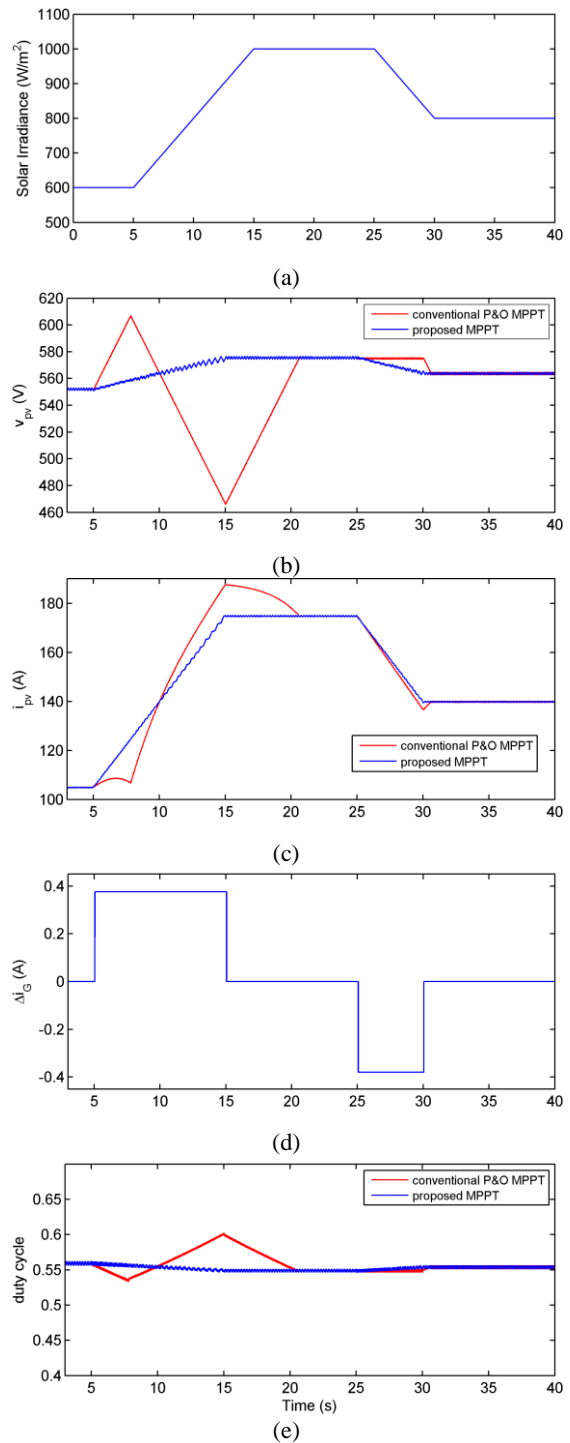 1100
1000
900
800
700
600
500
Solar Irradiance (W/m²)
0 5 10 15 20 25 30 35 40
(a)
620
600
580
560
540
520
500
480
460
v_pv (V)
conventional P&O MPPT
proposed MPPT
5 10 15 20 25 30 35 40
(b)
180
160
140
120
100
i_pv (A)
conventional P&O MPPT
proposed MPPT
5 10 15 20 25 30 35 40
(c)
0.4
0.2
0
-0.2
-0.4
Δi_G (A)
5 10 15 20 25 30 35 40
(d)
0.65
0.6
0.55
0.5
0.45
0.4
duty cycle
conventional P&O MPPT
proposed MPPT
5 10 15 20 25 30 35 40
Time (s)
(e)